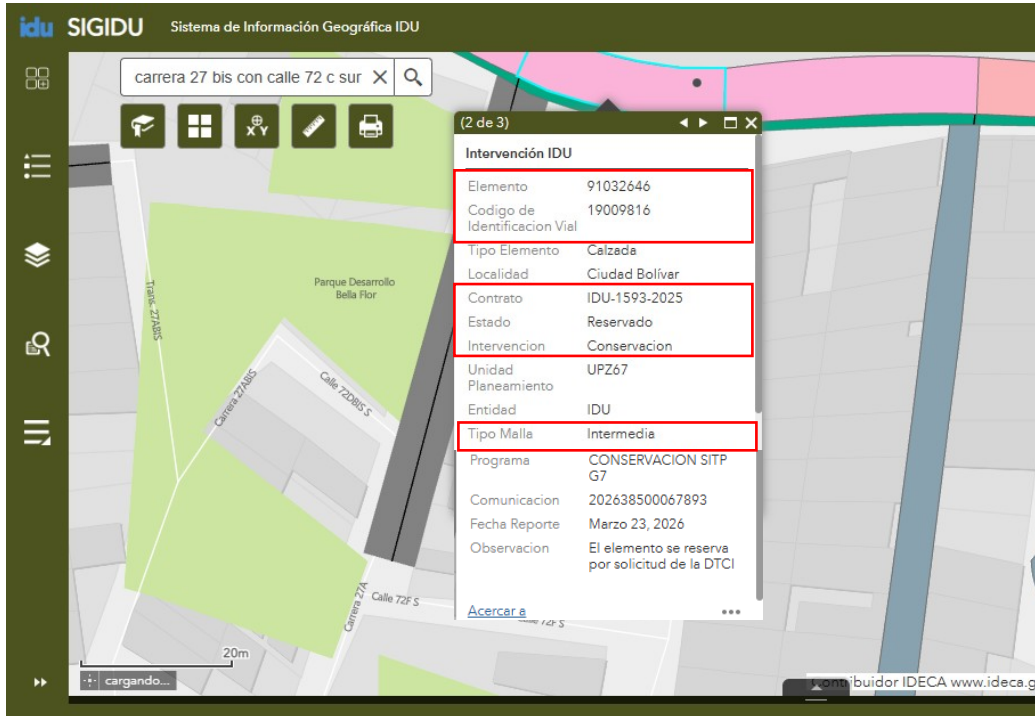 idu SIGIDU Sistema de Información Geográfica IDU
carrera 27 bis con calle 72 c sur
(2 de 3)
Intervención IDU
Elemento 91032646
Codigo de Identificacion Vial 19009816
Tipo Elemento Calzada
Localidad Ciudad Bolívar
Contrato IDU-1593-2025
Estado Reservado
Intervencion Conservacion
Unidad Planeamiento UPZ67
Entidad IDU
Tipo Malla Intermedia
Programa CONSERVACION SITP G7
Comunicacion 202638500067893
Fecha Reporte Marzo 23, 2026
Observacion El elemento se reserva por solicitud de la DTCI
Acercar a
Parque Desarrollo
Bella Flor
Trans. 27ABIS
Carrera 27ABIS
Calle 72DBIS S
Carrera 27A
Calle 72F S
20m
cargando...
Contribuidor IDECA www.ideca.g